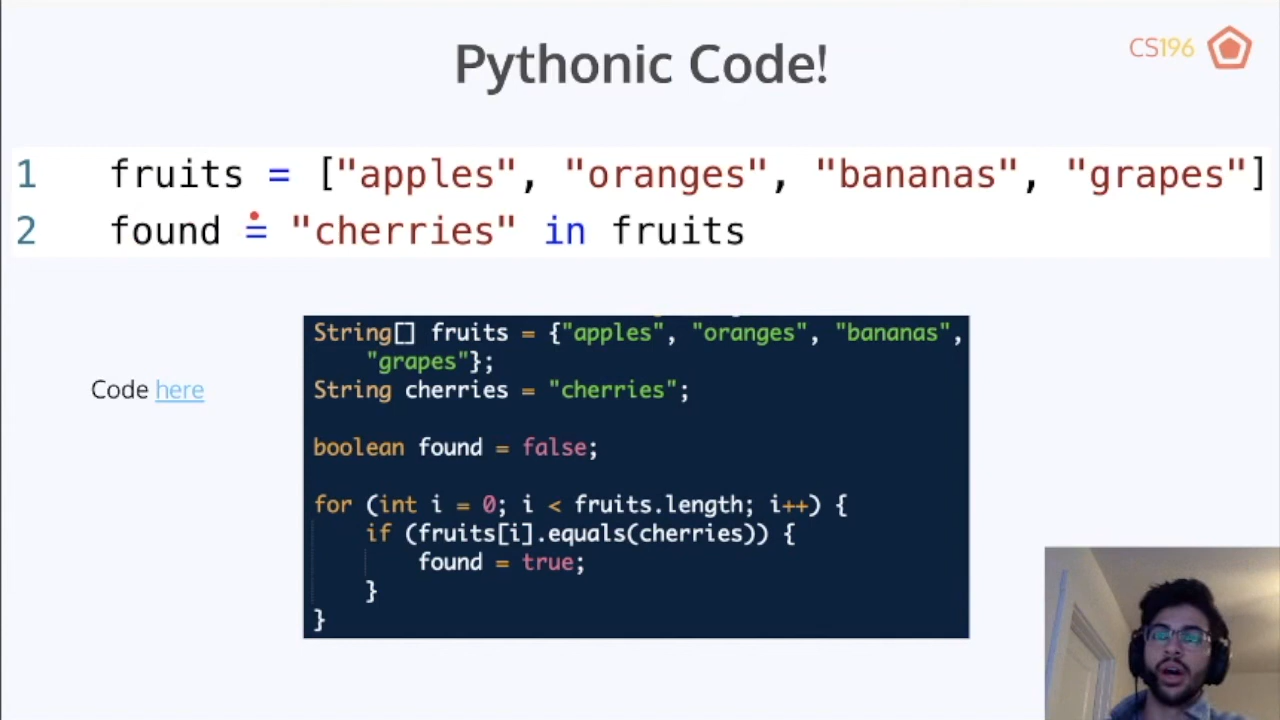 CS196
Pythonic Code!
1 fruits = ["apples", "oranges", "bananas", "grapes"]
2 found = "cherries" in fruits
String[] fruits = {"apples", "oranges", "bananas",
"grapes"};
String cherries = "cherries";
Code here
boolean found = false;
for (int i = 0; i < fruits.length; i++) {
if (fruits[i].equals(cherries)) {
found = true;
}
}